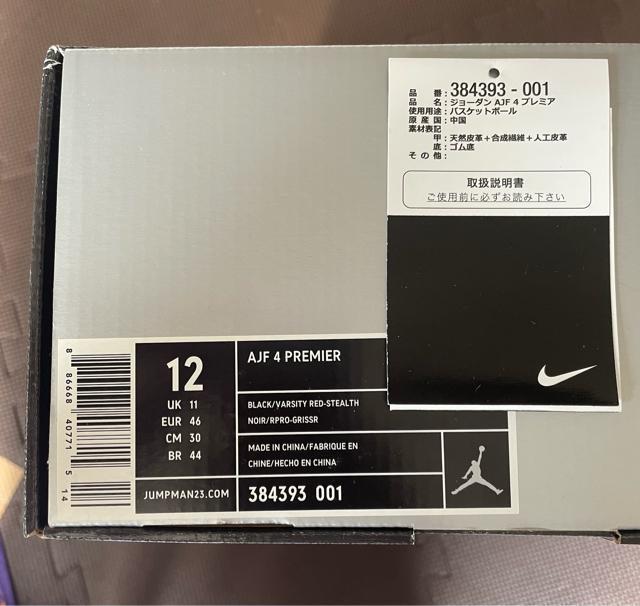 品 番 : 384393 - 001
品 名 : ジョーダン AJF 4 プレミア
使用用途 : バスケットボール
原 産 国 : 中国
素材表記
甲 : 天然皮革＋合成繊維＋人工皮革
底 : ゴム底
そ の 他 :
取扱説明書
ご使用前に必ずお読み下さい
8 86668 40771 5 14
12
UK 11
EUR 46
CM 30
BR 44
JUMPMAN23.COM
AJF 4 PREMIER
BLACK/VARSITY RED-STEALTH
NOIR/RPRO-GRISSR
MADE IN CHINA/FABRIQUE EN
CHINE/HECHO EN CHINA
384393 001